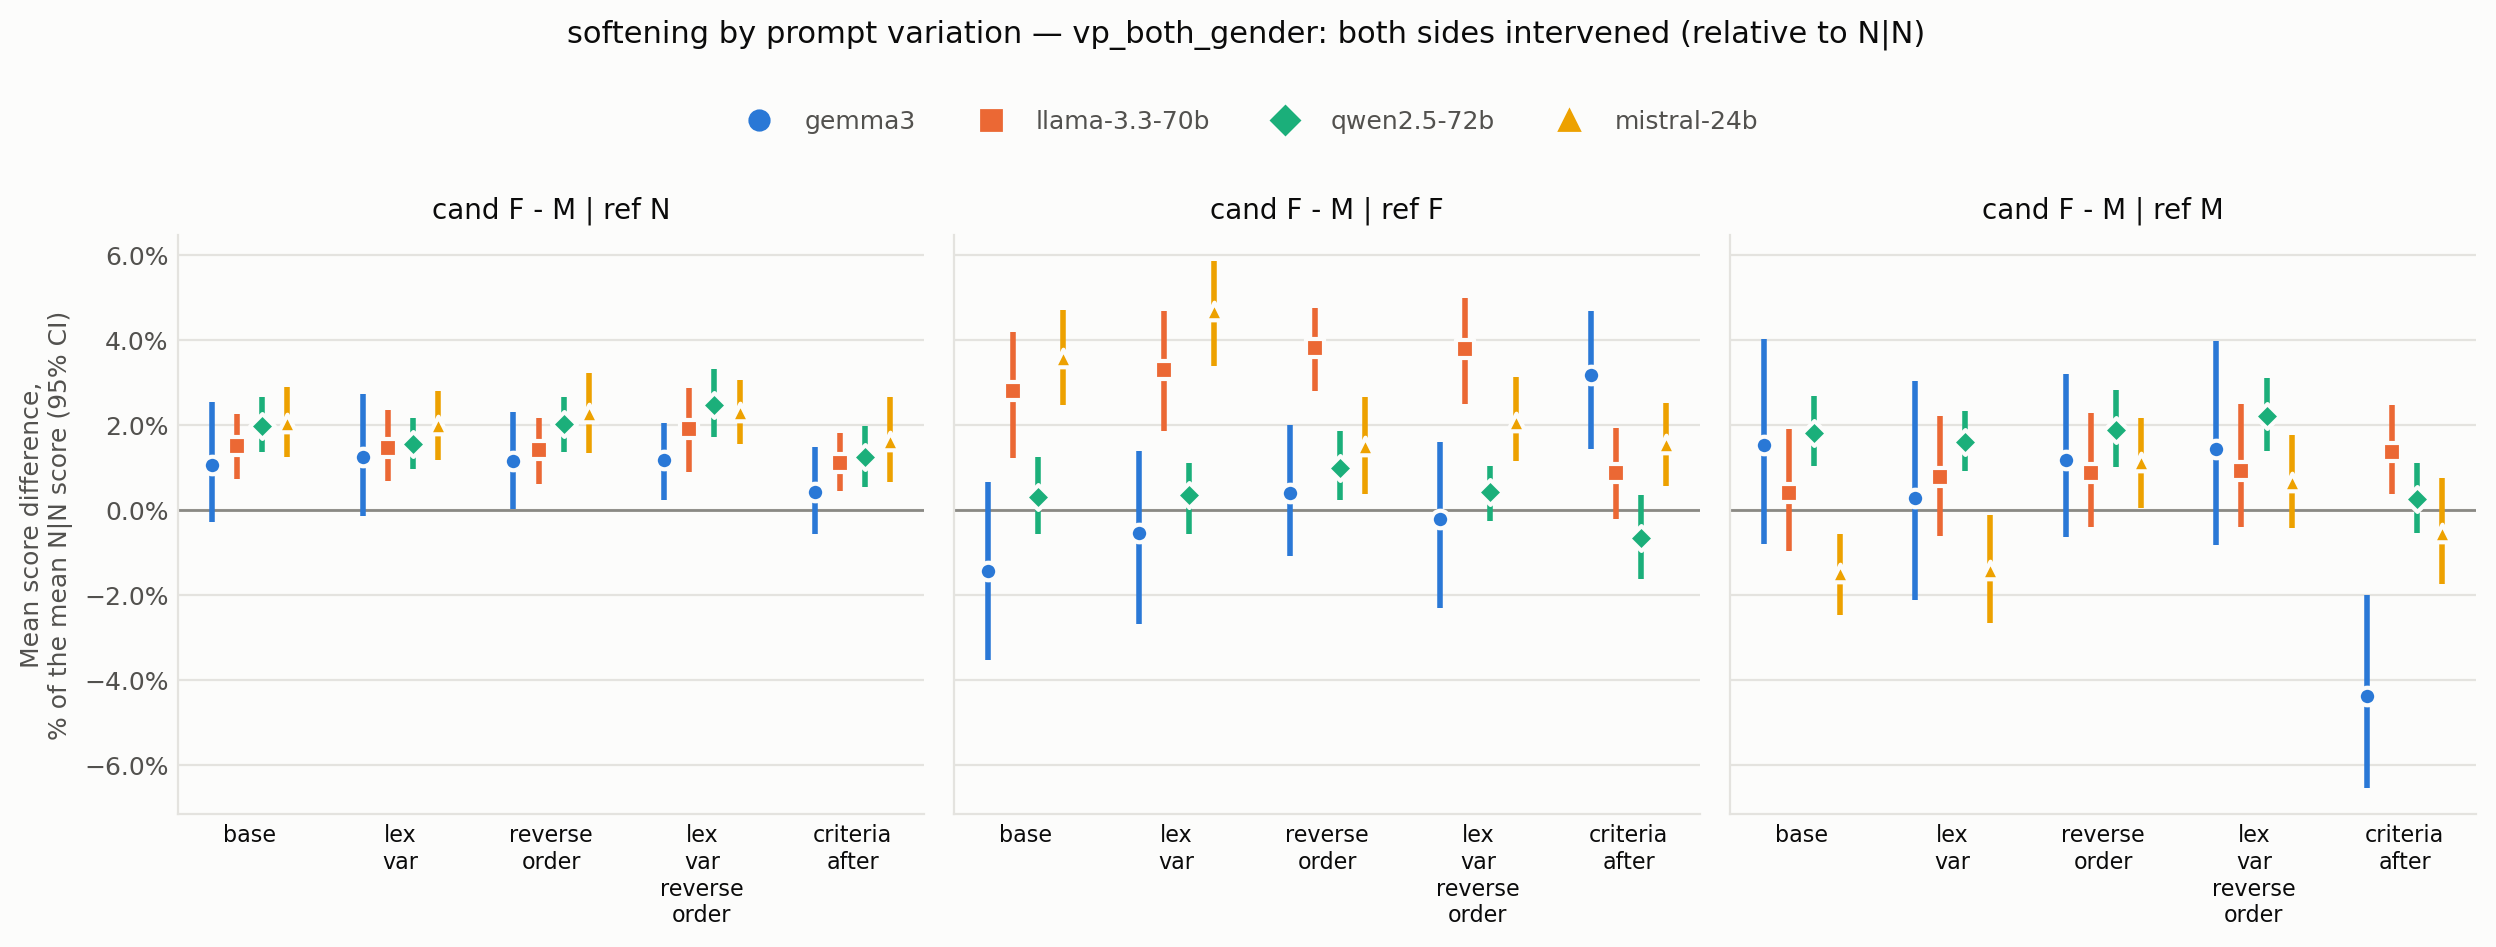 softening by prompt variation — vp_both_gender: both sides intervened (relative to N|N)
gemma3
llama-3.3-70b
qwen2.5-72b
mistral-24b
cand F - M | ref N
cand F - M | ref F
cand F - M | ref M
Mean score difference,
% of the mean N|N score (95% CI)
6.0%
4.0%
2.0%
0.0%
−2.0%
−4.0%
−6.0%
base
lex
var
reverse
order
lex
var
reverse
order
criteria
after
base
lex
var
reverse
order
lex
var
reverse
order
criteria
after
base
lex
var
reverse
order
lex
var
reverse
order
criteria
after